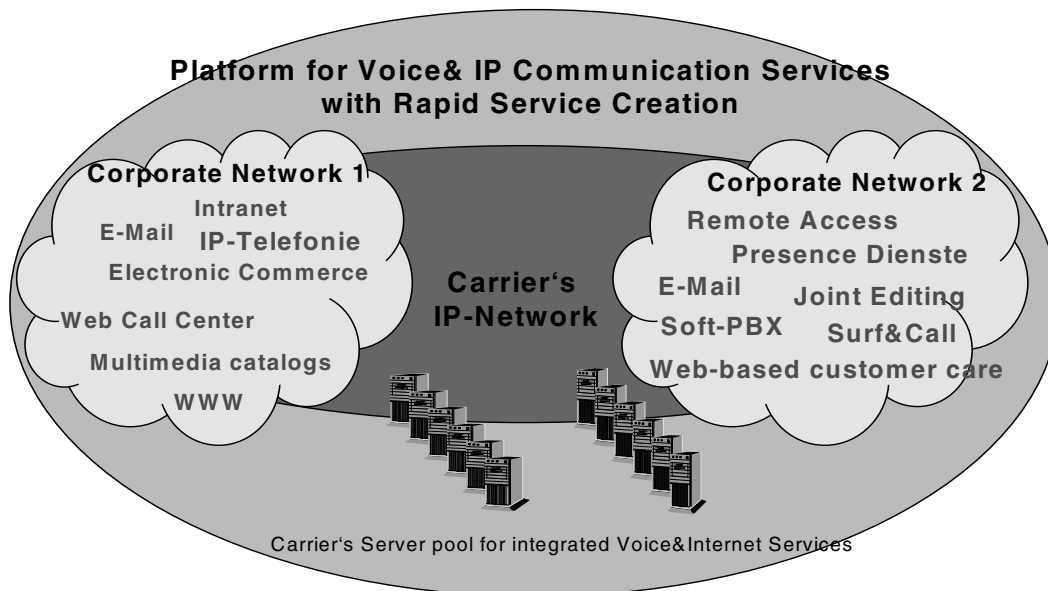 Platform for Voice& IP Communication Services
with Rapid Service Creation
Corporate Network 1
Intranet
E-Mail
IP-Telefonie
Electronic Commerce
Web Call Center
Multimedia catalogs
WWW
Carrier‘s
IP-Network
Corporate Network 2
Remote Access
Presence Dienste
E-Mail
Joint Editing
Soft-PBX
Surf&Call
Web-based customer care
Carrier‘s Server pool for integrated Voice&Internet Services